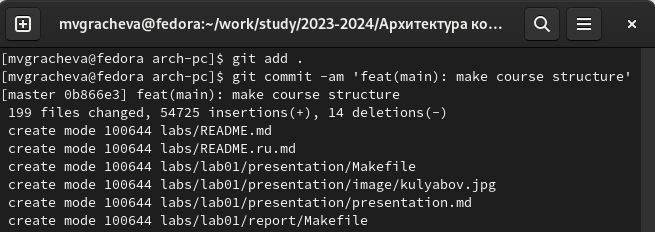 mvgracheva@fedora:~/work/study/2023-2024/Архитектура ко...
[mvgracheva@fedora arch-pc]$ git add .
[mvgracheva@fedora arch-pc]$ git commit -am 'feat(main): make course structure'
[master 0b866e3] feat(main): make course structure
 199 files changed, 54725 insertions(+), 14 deletions(-)
 create mode 100644 labs/README.md
 create mode 100644 labs/README.ru.md
 create mode 100644 labs/lab01/presentation/Makefile
 create mode 100644 labs/lab01/presentation/image/kulyabov.jpg
 create mode 100644 labs/lab01/presentation/presentation.md
 create mode 100644 labs/lab01/report/Makefile